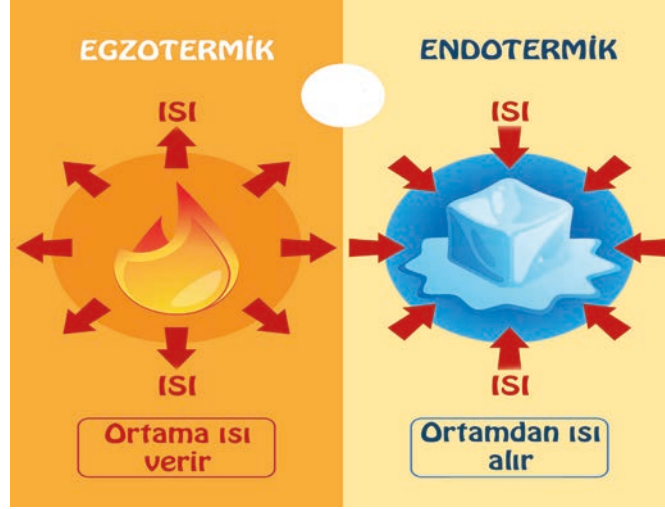 EGZOTERMİK
ISI
ISI
Ortama ısı
verir
ENDOTERMİK
ISI
ISI
Ortamdan ısı
alır